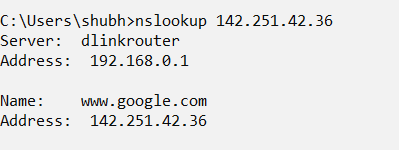 C:\Users\shubh>nslookup 142.251.42.36
Server:  dlinkrouter
Address:  192.168.0.1
Name:    www.google.com
Address:  142.251.42.36